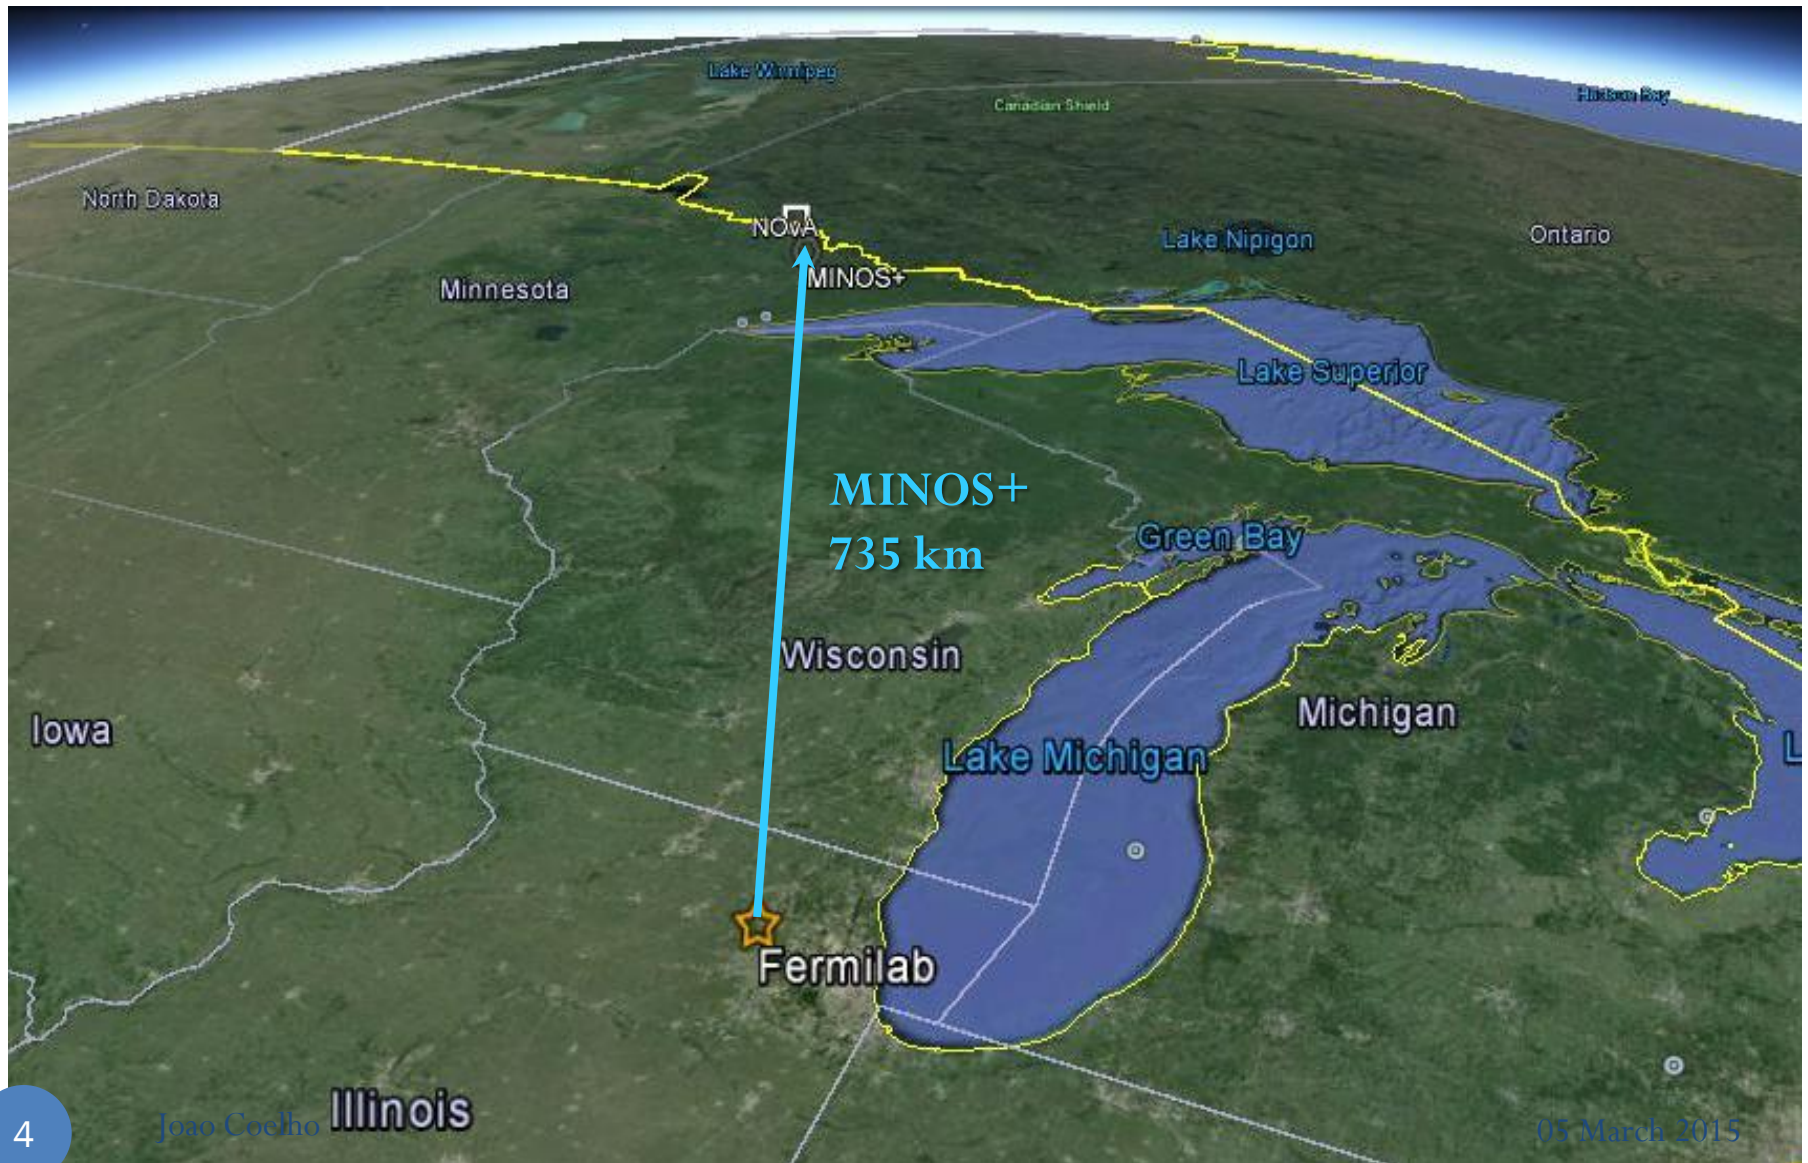 Lake Winnipeg
Canadian Shield
Hudson Bay
North Dakota
NOvA
Lake Nipigon
Ontario
MINOS+
Minnesota
Lake Superior
MINOS+
735 km
Green Bay
Wisconsin
Iowa
Michigan
Lake Michigan
L
Fermilab
Illinois
4
Joao Coelho
05 March 2015